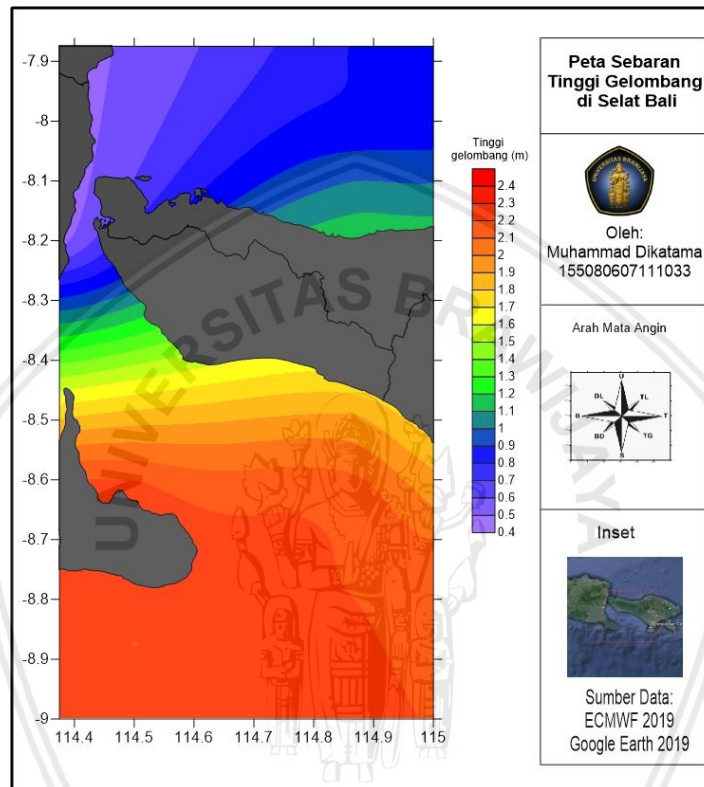 -7.9
-8
-8.1
-8.2
-8.3
-8.4
-8.5
-8.6
-8.7
-8.8
-8.9
-9
114.4 114.5 114.6 114.7 114.8 114.9 115
Tinggi
gelombang (m)
2.4
2.3
2.2
2.1
2
1.9
1.8
1.7
1.6
1.5
1.4
1.3
1.2
1.1
1
0.9
0.8
0.7
0.6
0.5
0.4
Peta Sebaran
Tinggi Gelombang
di Selat Bali
UNIVERSITAS BRAWIJAYA
Oleh:
Muhammad Dikatama
155080607111033
Arah Mata Angin
U
BL TL
B T
BD TG
S
Inset
Sumber Data:
ECMWF 2019
Google Earth 2019
UNIVERSITAS BRAWIJAYA